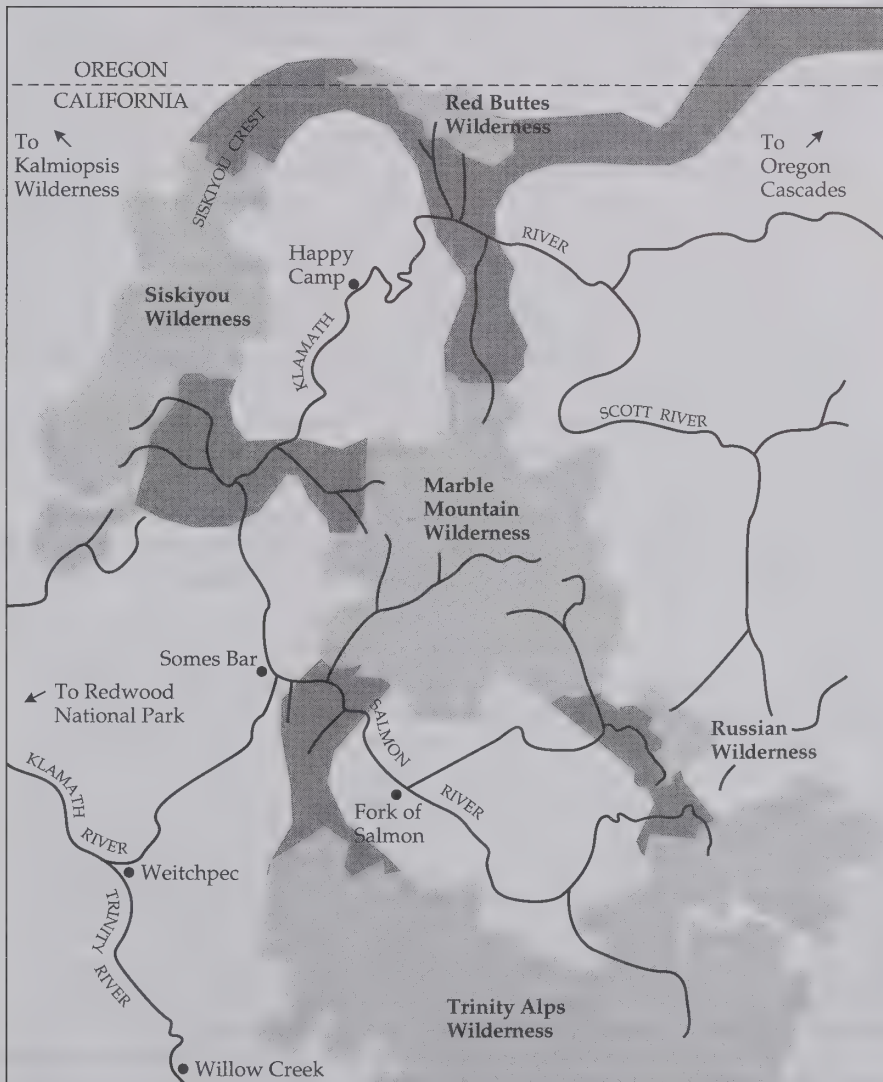 OREGON
CALIFORNIA
Red Buttes
Wilderness
To
Kalmiopsis
Wilderness
SISKIYOU CREST
To
Oregon
Cascades
Happy
Camp
RIVER
Siskiyou
Wilderness
KLAMATH
SCOTT RIVER
Marble
Mountain
Wilderness
Somes Bar
To Redwood
National Park
SALMON
RIVER
Russian
Wilderness
KLAMATH
RIVER
Fork of
Salmon
Weitchpec
TRINITY
RIVER
Trinity Alps
Wilderness
Willow Creek